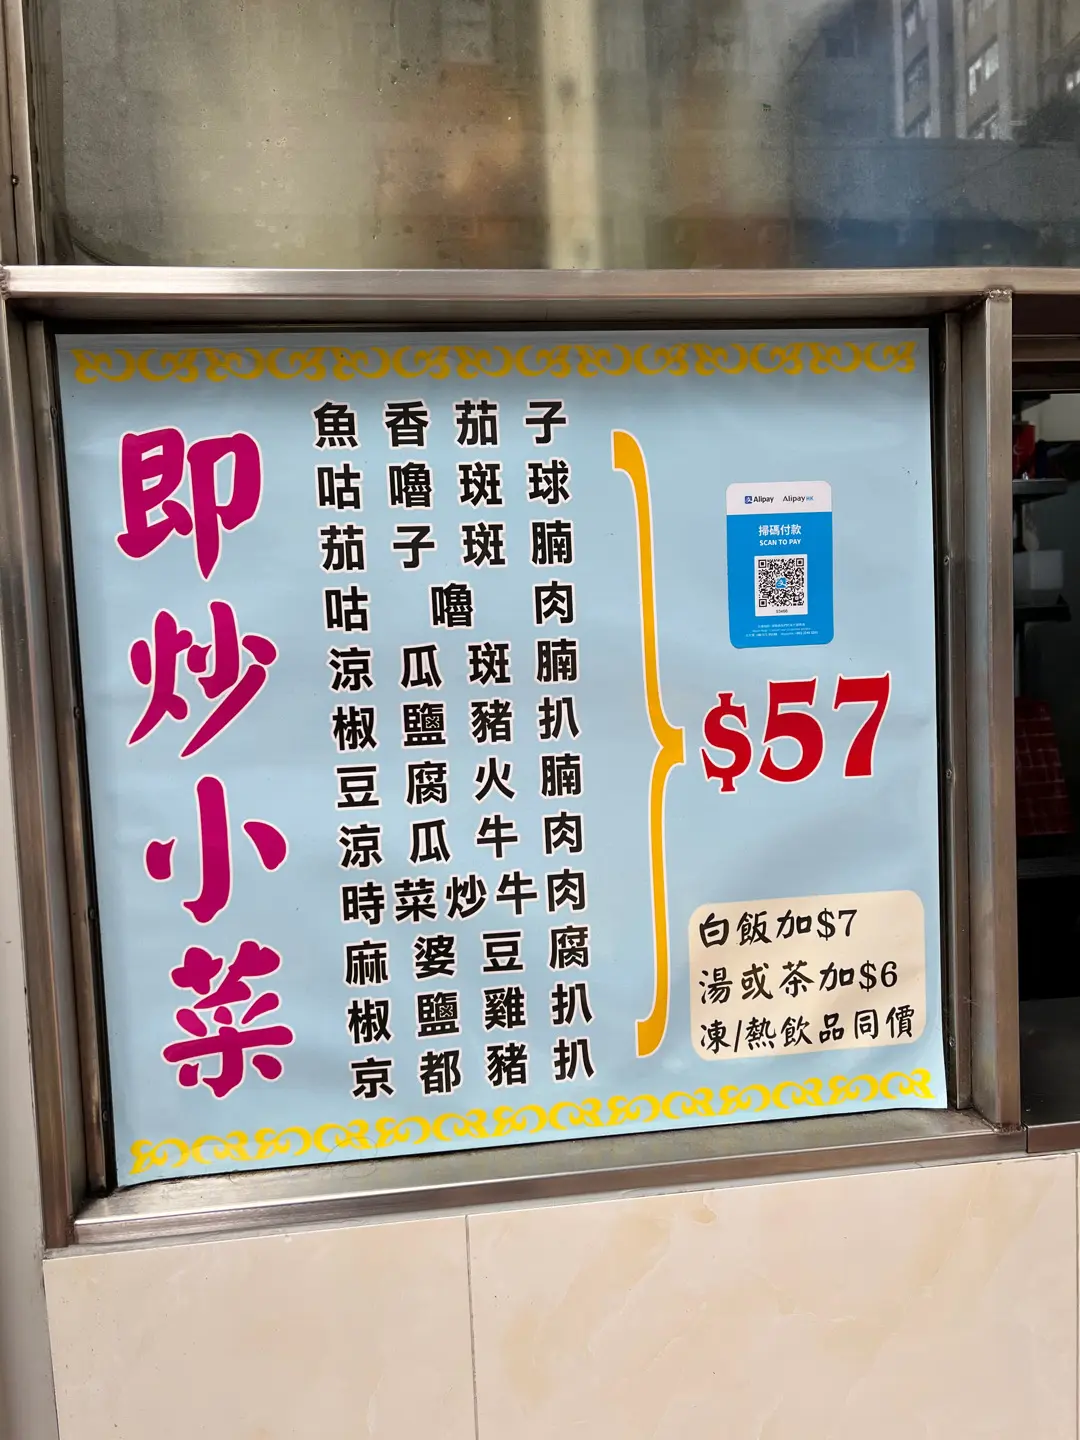 即炒小菜
魚香茄子
咕嚕斑球
茄子斑腩
咕嚕肉
涼瓜斑腩
椒鹽豬扒
豆腐火腩
涼瓜牛肉
時菜炒牛肉
麻婆豆腐
椒鹽雞扒
京都豬扒
Alipay AlipayHK
掃碼付款
SCAN TO PAY
$57
白飯加$7
湯或茶加$6
凍/熱飲品同價